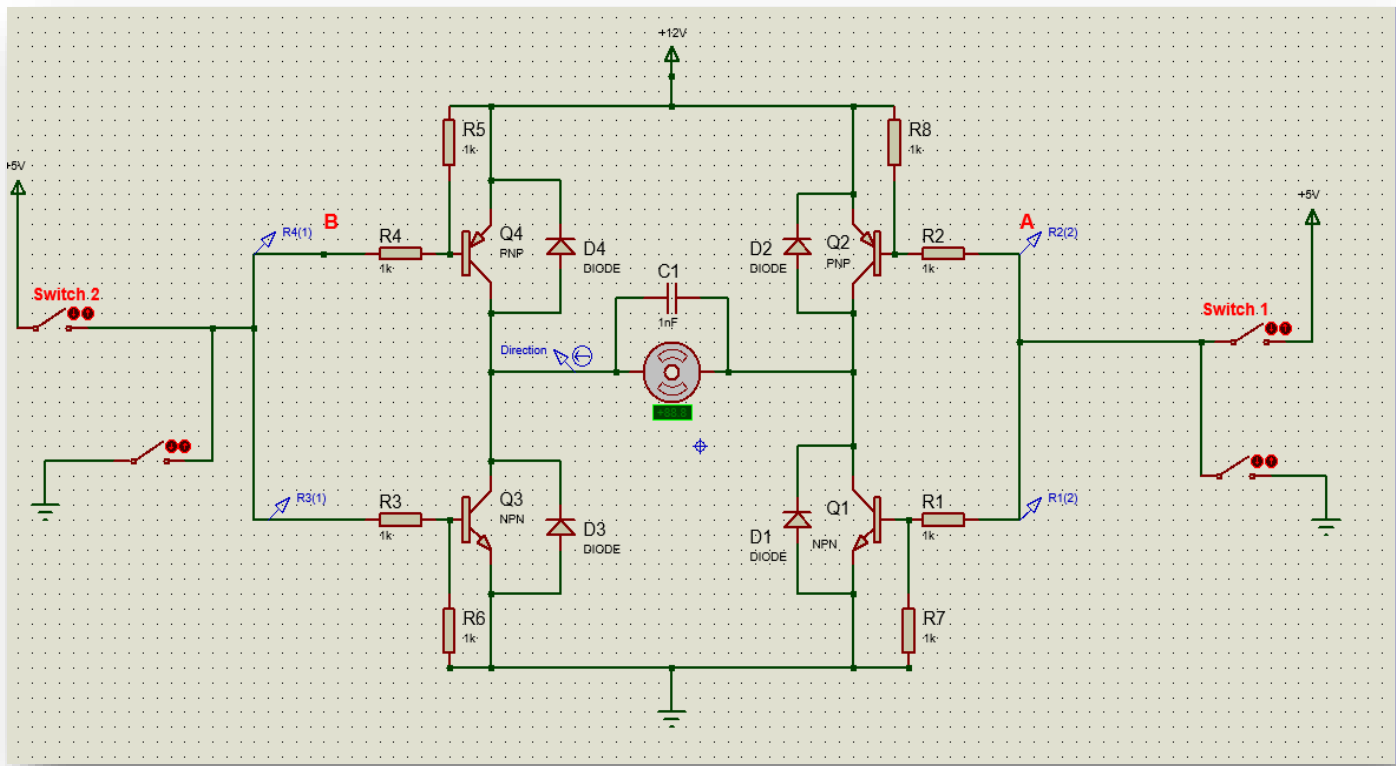 +12V
R5
1k
R8
1k
+5V
+5V
B
A
R4(1)
R4
1k
Q4
PNP
D4
DIODE
D2
DIODE
Q2
PNP
R2
1k
R2(2)
C1
1nF
Switch 2
Switch 1
Direction
+88.8
R3(1)
R3
1k
Q3
NPN
D3
DIODE
D1
DIODE
Q1
NPN
R1
1k
R1(2)
R6
1k
R7
1k